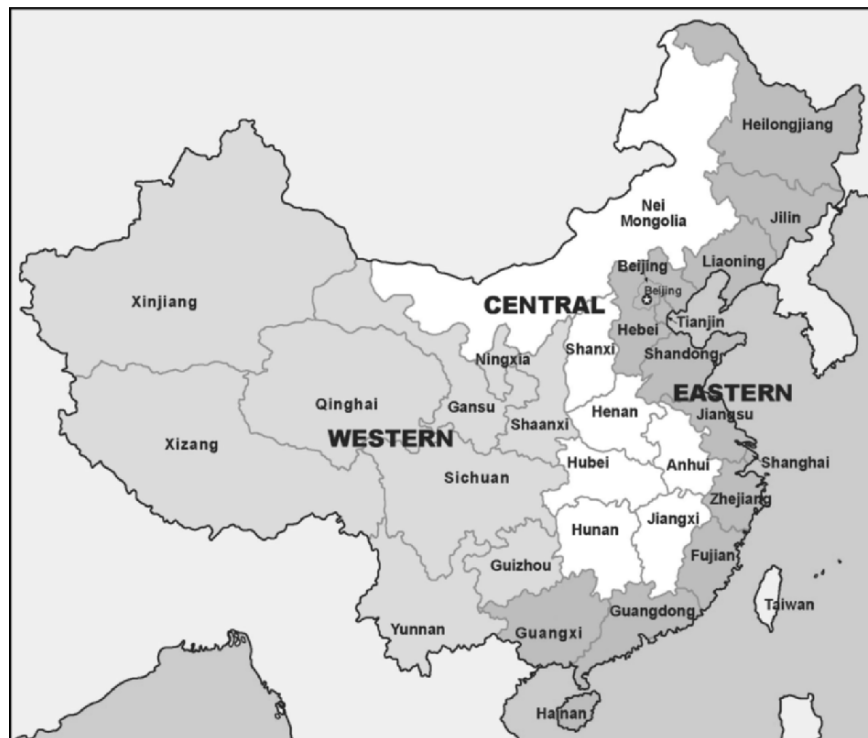 Heilongjiang
Nei
Mongolia
Jilin
Liaoning
Beijing
Beijing
Xinjiang
CENTRAL
Tianjin
Hebei
Shanxi
Shandong
Ningxia
EASTERN
Qinghai
Gansu
Henan
Jiangsu
Shaanxi
WESTERN
Xizang
Hubei
Anhui
Shanghai
Sichuan
Zhejiang
Jiangxi
Hunan
Fujian
Guizhou
Guangdong
Taiwan
Yunnan
Guangxi
Hainan